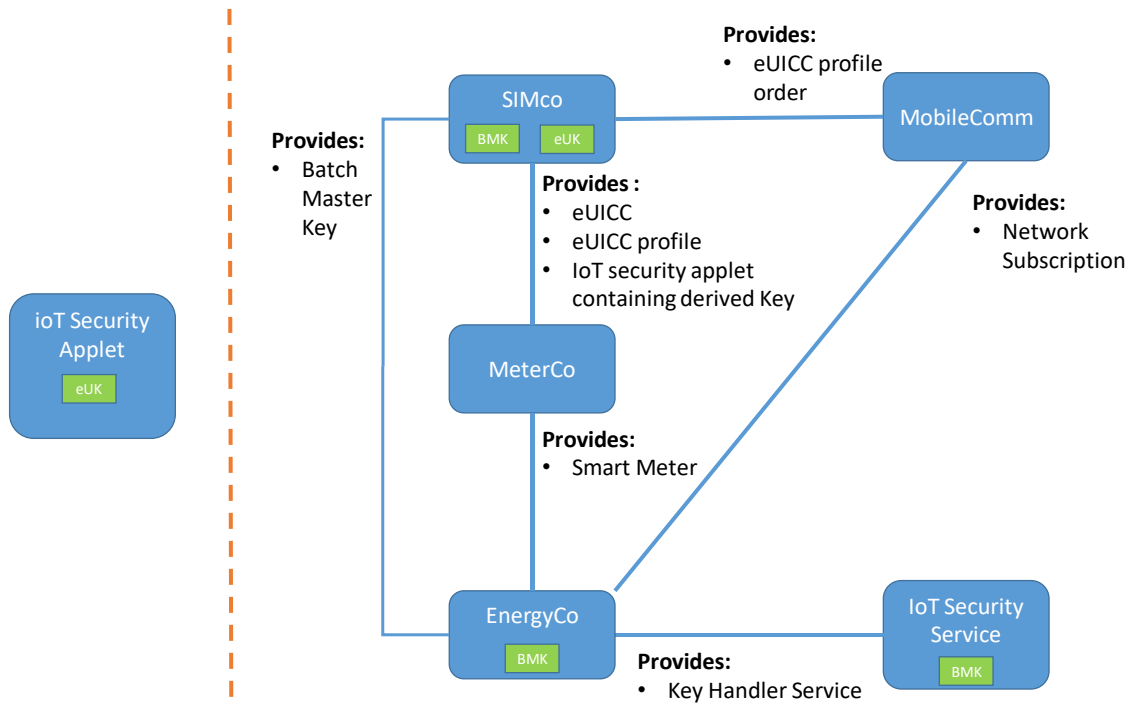 Provides:
• eUICC profile
order
SIMco
BMK eUK
MobileComm
Provides:
• Batch
Master
Key
Provides :
• eUICC
• eUICC profile
• IoT security applet
containing derived Key
Provides:
• Network
Subscription
ioT Security
Applet
eUK
MeterCo
Provides:
• Smart Meter
EnergyCo
BMK
IoT Security
Service
BMK
Provides:
• Key Handler Service